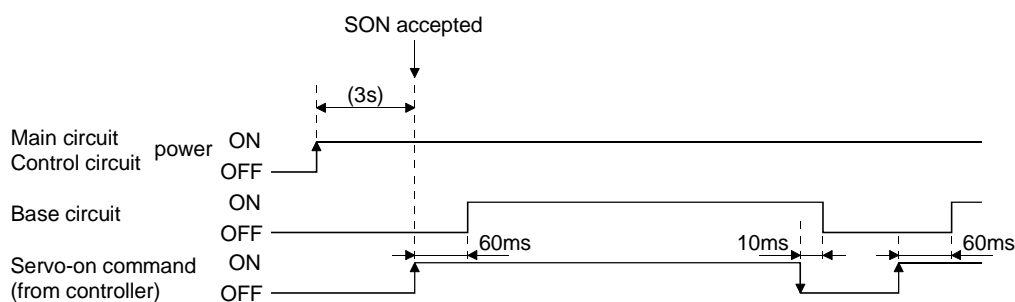 SON accepted
(3s)
Main circuit
Control circuit
power
ON
OFF
Base circuit
ON
OFF
60ms
10ms
60ms
Servo-on command
(from controller)
ON
OFF